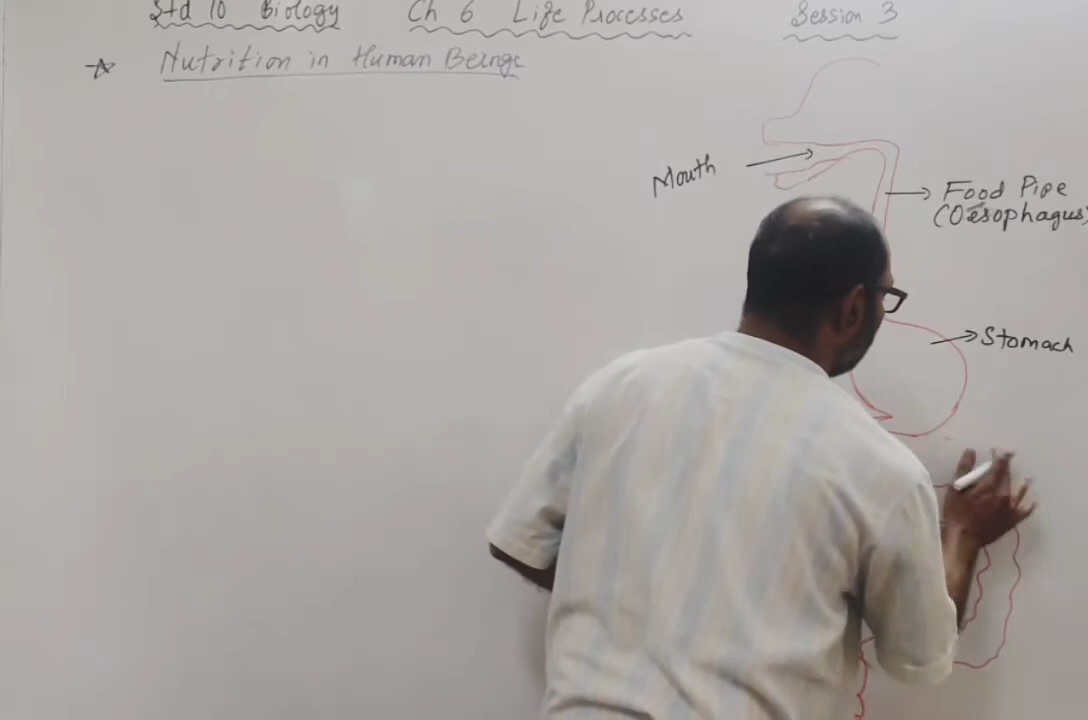 Std 10 Biology Ch 6 Life Processes Session 3
☆ Nutrition in Human Beings
Mouth
Food Pipe
(Oesophagus)
Stomach